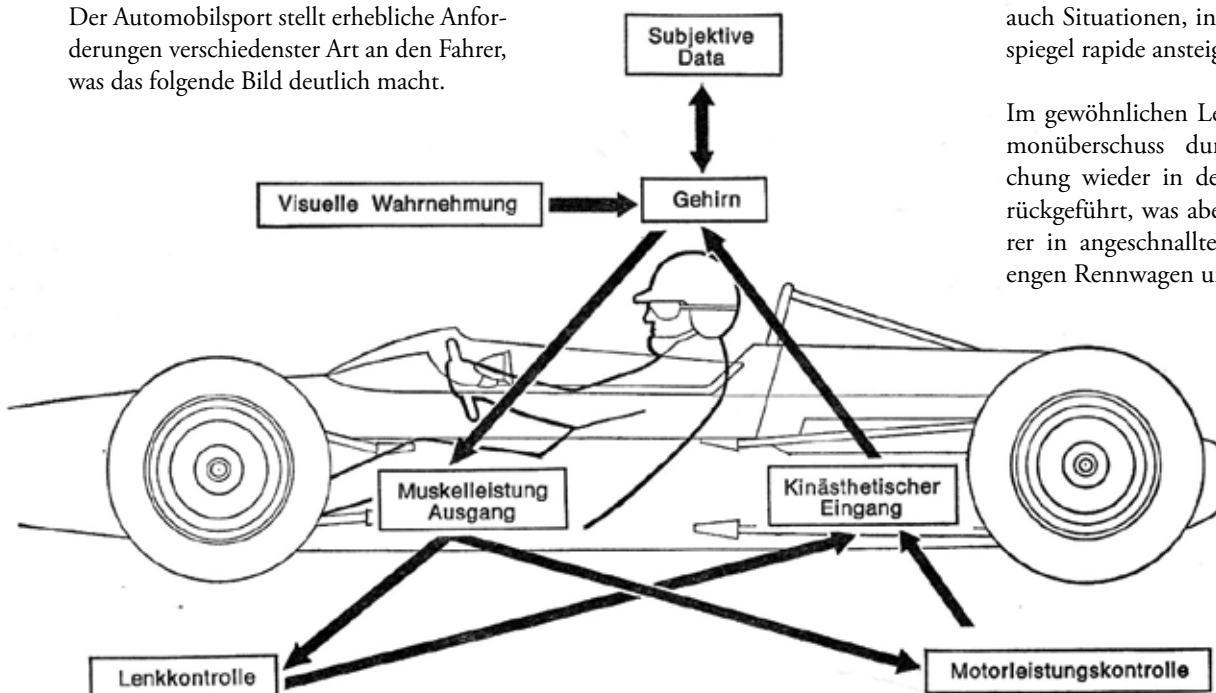 Der Automobilsport stellt erhebliche Anfor-
derungen verschiedenster Art an den Fahrer,
was das folgende Bild deutlich macht.
Subjektive
Data
Visuelle Wahrnehmung
Gehirn
Muskelleistung
Ausgang
Kinästhetischer
Eingang
Lenkkontrolle
Motorleistungskontrolle
auch Situationen, in
spiegel rapide ansteig
Im gewöhnlichen Le
monüberschuss dur
chung wieder in de
rückgeführt, was abe
rer in angeschnallte
engen Rennwagen u